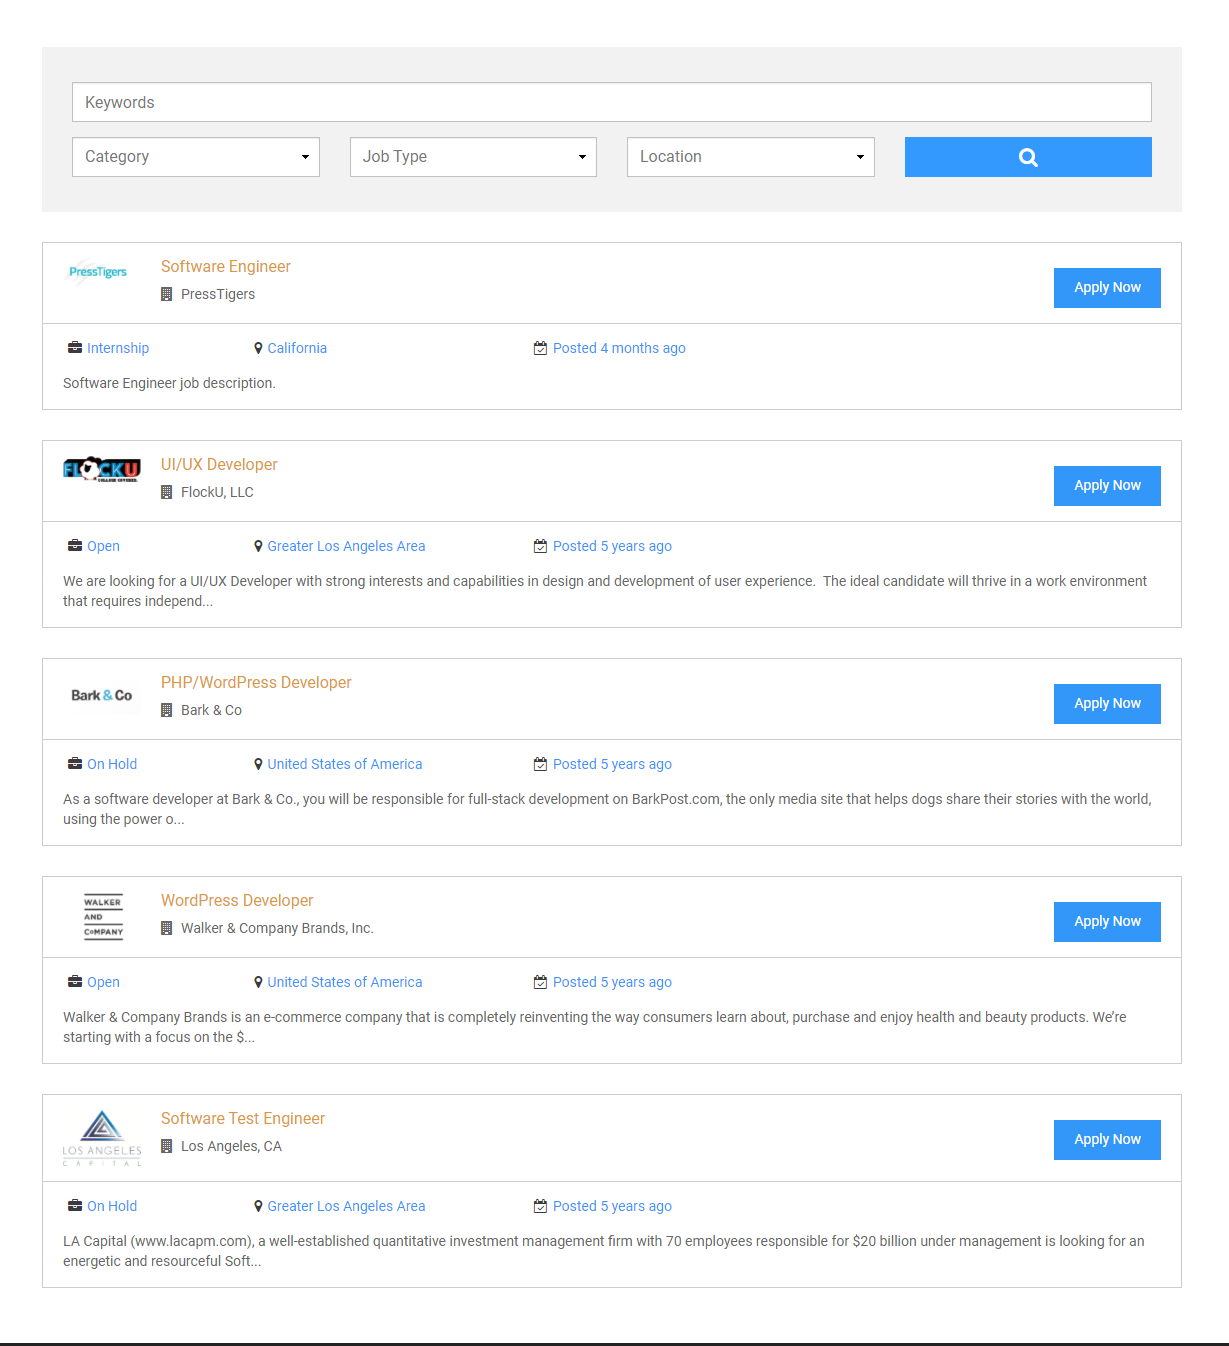 Keywords
Category Job Type Location
PressTigers
Software Engineer
PressTigers
Apply Now
Internship California Posted 4 months ago
Software Engineer job description.
FLOCKU
COLLEGE COVERED.
UI/UX Developer
FlockU, LLC
Apply Now
Open Greater Los Angeles Area Posted 5 years ago
We are looking for a UI/UX Developer with strong interests and capabilities in design and development of user experience.  The ideal candidate will thrive in a work environment
that requires independ...
Bark & Co
PHP/WordPress Developer
Bark & Co
Apply Now
On Hold United States of America Posted 5 years ago
As a software developer at Bark & Co., you will be responsible for full-stack development on BarkPost.com, the only media site that helps dogs share their stories with the world,
using the power o...
WALKER
AND
COMPANY
WordPress Developer
Walker & Company Brands, Inc.
Apply Now
Open United States of America Posted 5 years ago
Walker & Company Brands is an e-commerce company that is completely reinventing the way consumers learn about, purchase and enjoy health and beauty products. We’re
starting with a focus on the $...
LOS ANGELES
CAPITAL
Software Test Engineer
Los Angeles, CA
Apply Now
On Hold Greater Los Angeles Area Posted 5 years ago
LA Capital (www.lacapm.com), a well-established quantitative investment management firm with 70 employees responsible for $20 billion under management is looking for an
energetic and resourceful Soft...